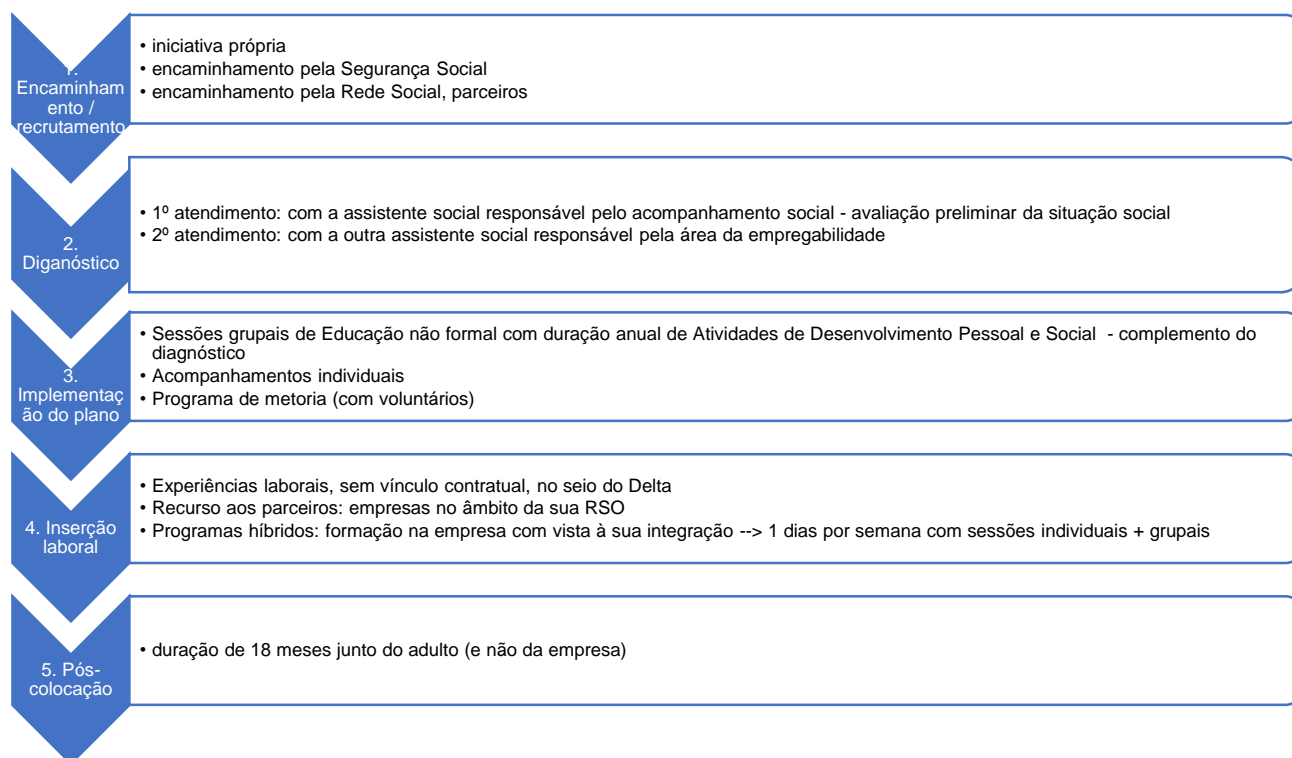 1.
Encaminham
ento /
recrutamento
• iniciativa própria
• encaminhamento pela Segurança Social
• encaminhamento pela Rede Social, parceiros
2.
Diganóstico
• 1º atendimento: com a assistente social responsável pelo acompanhamento social - avaliação preliminar da situação social
• 2º atendimento: com a outra assistente social responsável pela área da empregabilidade
3.
Implementaç
ão do plano
• Sessões grupais de Educação não formal com duração anual de Atividades de Desenvolvimento Pessoal e Social - complemento do
diagnóstico
• Acompanhamentos individuais
• Programa de metoria (com voluntários)
4. Inserção
laboral
• Experiências laborais, sem vínculo contratual, no seio do Delta
• Recurso aos parceiros: empresas no âmbito da sua RSO
• Programas híbridos: formação na empresa com vista à sua integração --> 1 dias por semana com sessões individuais + grupais
5. Pós-
colocação
• duração de 18 meses junto do adulto (e não da empresa)